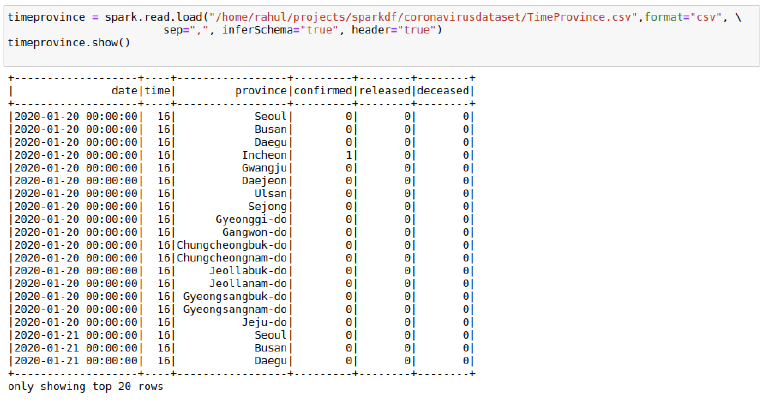 timeprovince = spark.read.load("/home/rahul/projects/sparkdf/coronavirusdataset/TimeProvince.csv",format="csv", \
                        sep=",", inferSchema="true", header="true")
timeprovince.show()
+-------------------+----+-----------------+---------+--------+--------+
|               date|time|         province|confirmed|released|deceased|
+-------------------+----+-----------------+---------+--------+--------+
|2020-01-20 00:00:00|  16|            Seoul|        0|       0|       0|
|2020-01-20 00:00:00|  16|            Busan|        0|       0|       0|
|2020-01-20 00:00:00|  16|            Daegu|        0|       0|       0|
|2020-01-20 00:00:00|  16|          Incheon|        1|       0|       0|
|2020-01-20 00:00:00|  16|          Gwangju|        0|       0|       0|
|2020-01-20 00:00:00|  16|          Daejeon|        0|       0|       0|
|2020-01-20 00:00:00|  16|            Ulsan|        0|       0|       0|
|2020-01-20 00:00:00|  16|           Sejong|        0|       0|       0|
|2020-01-20 00:00:00|  16|      Gyeonggi-do|        0|       0|       0|
|2020-01-20 00:00:00|  16|       Gangwon-do|        0|       0|       0|
|2020-01-20 00:00:00|  16|Chungcheongbuk-do|        0|       0|       0|
|2020-01-20 00:00:00|  16|Chungcheongnam-do|        0|       0|       0|
|2020-01-20 00:00:00|  16|     Jeollabuk-do|        0|       0|       0|
|2020-01-20 00:00:00|  16|     Jeollanam-do|        0|       0|       0|
|2020-01-20 00:00:00|  16| Gyeongsangbuk-do|        0|       0|       0|
|2020-01-20 00:00:00|  16| Gyeongsangnam-do|        0|       0|       0|
|2020-01-20 00:00:00|  16|          Jeju-do|        0|       0|       0|
|2020-01-21 00:00:00|  16|            Seoul|        0|       0|       0|
|2020-01-21 00:00:00|  16|            Busan|        0|       0|       0|
|2020-01-21 00:00:00|  16|            Daegu|        0|       0|       0|
+-------------------+----+-----------------+---------+--------+--------+
only showing top 20 rows